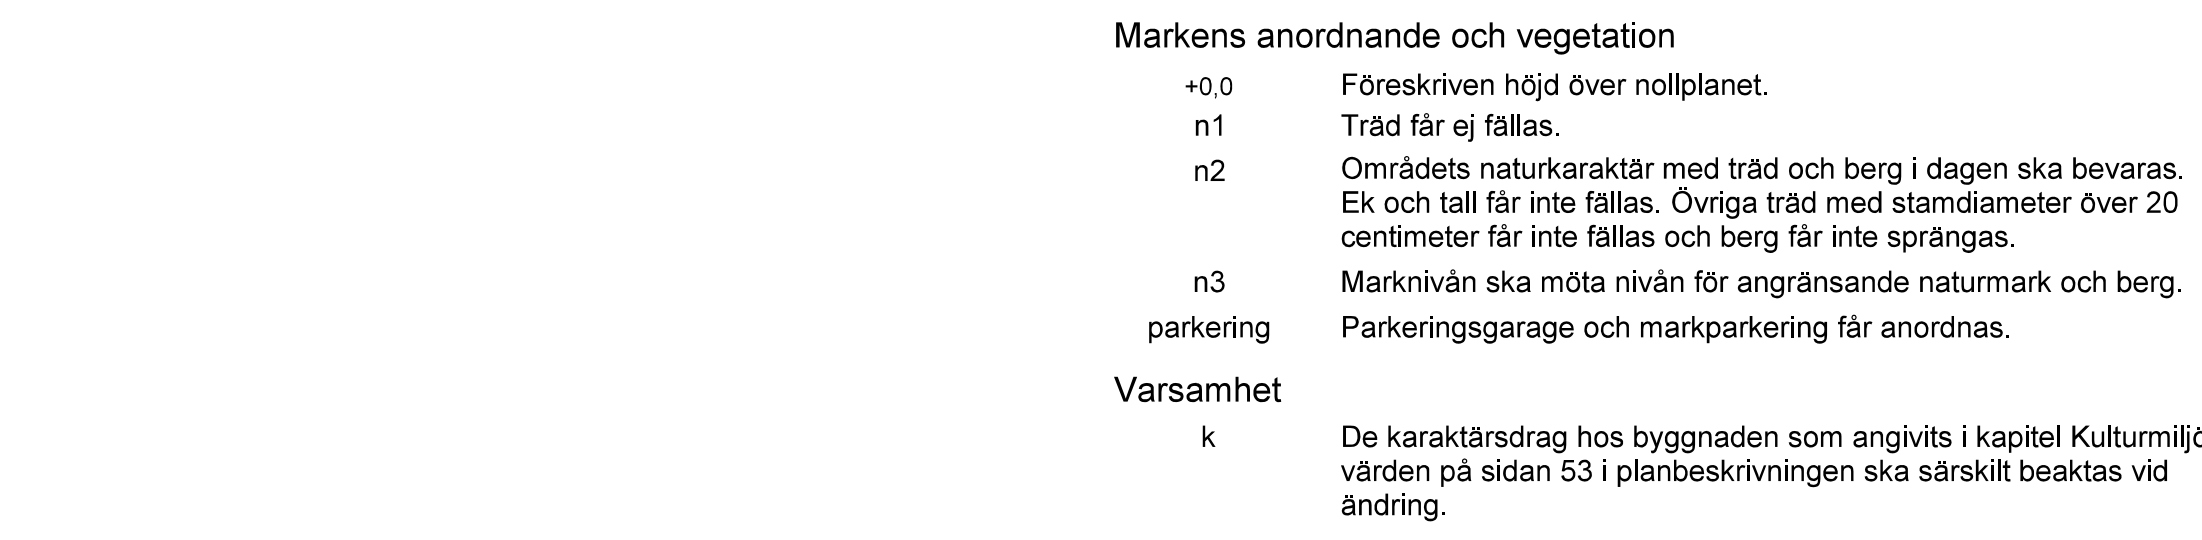 Markens anordnande och vegetation
+0,0 Föreskriven höjd över nollplanet.
n1 Träd får ej fällas.
n2 Områdets naturkaraktär med träd och berg i dagen ska bevaras.
Ek och tall får inte fällas. Övriga träd med stamdiameter över 20
centimeter får inte fällas och berg får inte sprängas.
n3 Marknivån ska möta nivån för angränsande naturmark och berg.
parkering Parkeringsgarage och markparkering får anordnas.
Varsamhet
k De karaktärsdrag hos byggnaden som angivits i kapitel Kulturmiljö
värden på sidan 53 i planbeskrivningen ska särskilt beaktas vid
ändring.